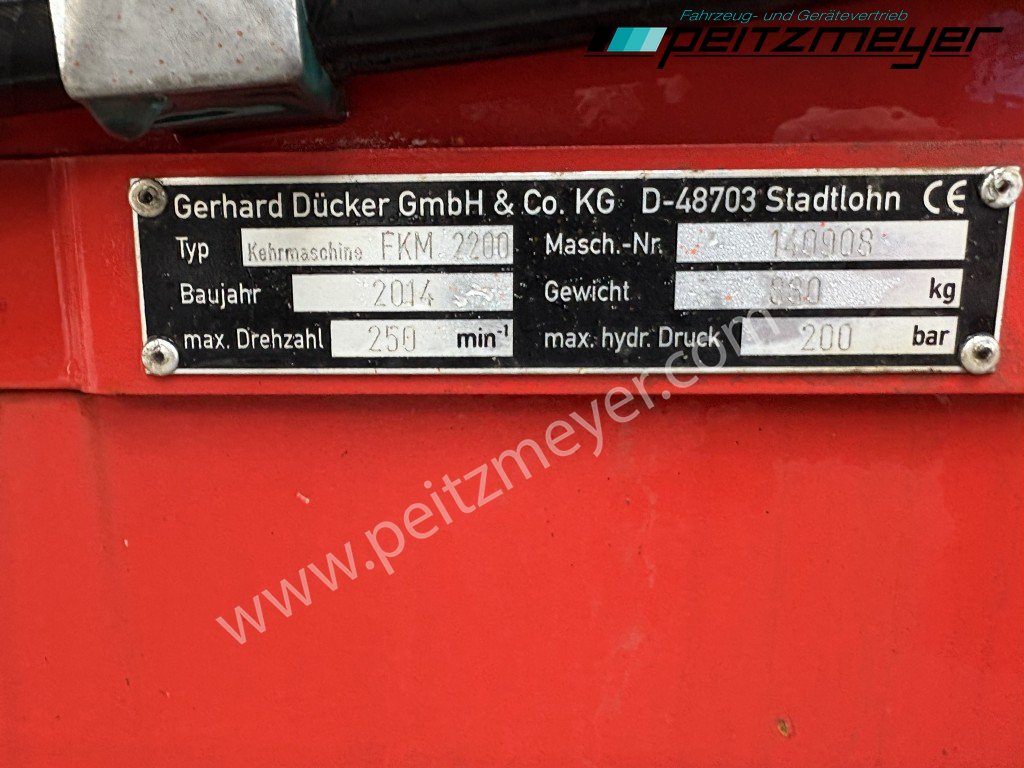 Fahrzeug- und Gerätevertrieb
peitzmeyer
Gerhard Dücker GmbH & Co. KG D-48703 Stadtlohn CE
Typ Kehrmaschine FKM 2200 Masch.-Nr. 140908
Baujahr 2014 Gewicht kg
max. Drehzahl 250 min⁻¹ max. hydr. Druck 200 bar
www.peitzmeyer.com